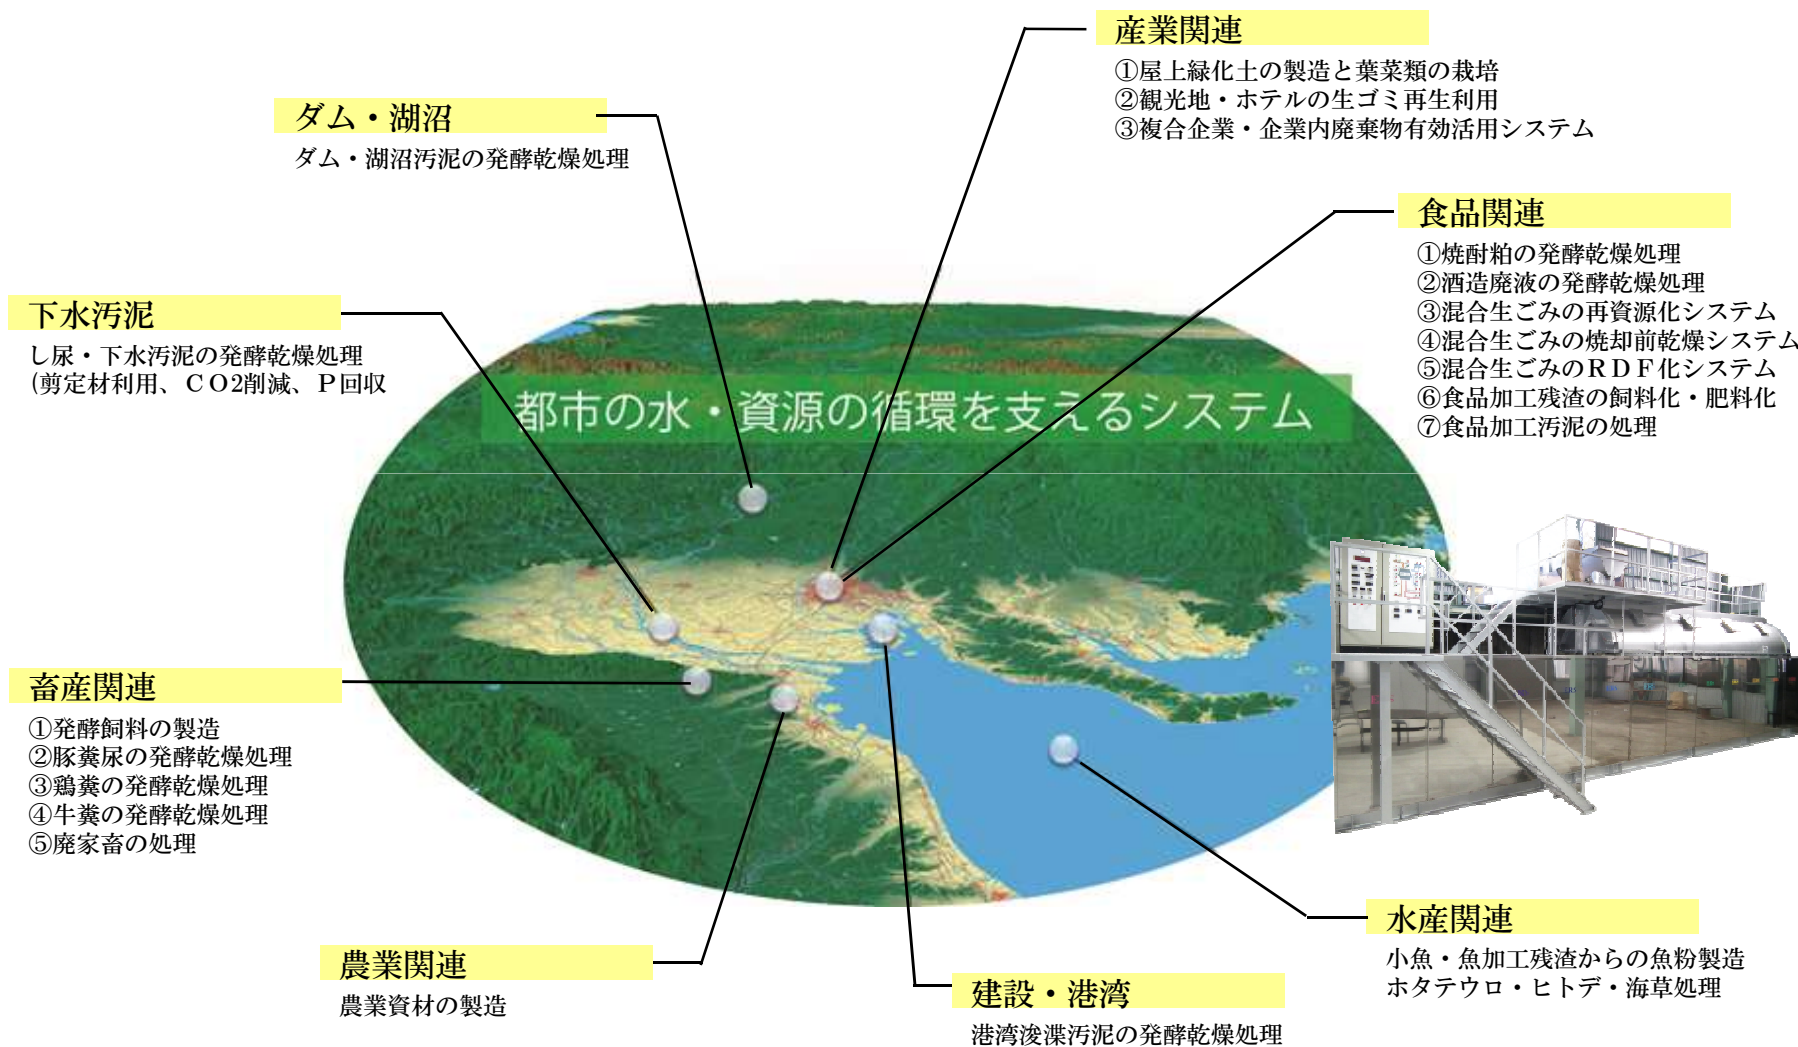 産業関連
①屋上緑化土の製造と葉菜類の栽培
②観光地・ホテルの生ゴミ再生利用
③複合企業・企業内廃棄物有効活用システム
ダム・湖沼
ダム・湖沼汚泥の発酵乾燥処理
食品関連
①焼酎粕の発酵乾燥処理
②酒造廃液の発酵乾燥処理
③混合生ごみの再資源化システム
④混合生ごみの焼却前乾燥システム
⑤混合生ごみのＲＤＦ化システム
⑥食品加工残渣の飼料化・肥料化
⑦食品加工汚泥の処理
下水汚泥
し尿・下水汚泥の発酵乾燥処理
(剪定材利用、ＣＯ2削減、Ｐ回収
都市の水・資源の循環を支えるシステム
畜産関連
①発酵飼料の製造
②豚糞尿の発酵乾燥処理
③鶏糞の発酵乾燥処理
④牛糞の発酵乾燥処理
⑤廃家畜の処理
農業関連
農業資材の製造
建設・港湾
港湾浚渫汚泥の発酵乾燥処理
水産関連
小魚・魚加工残渣からの魚粉製造
ホタテウロ・ヒトデ・海草処理